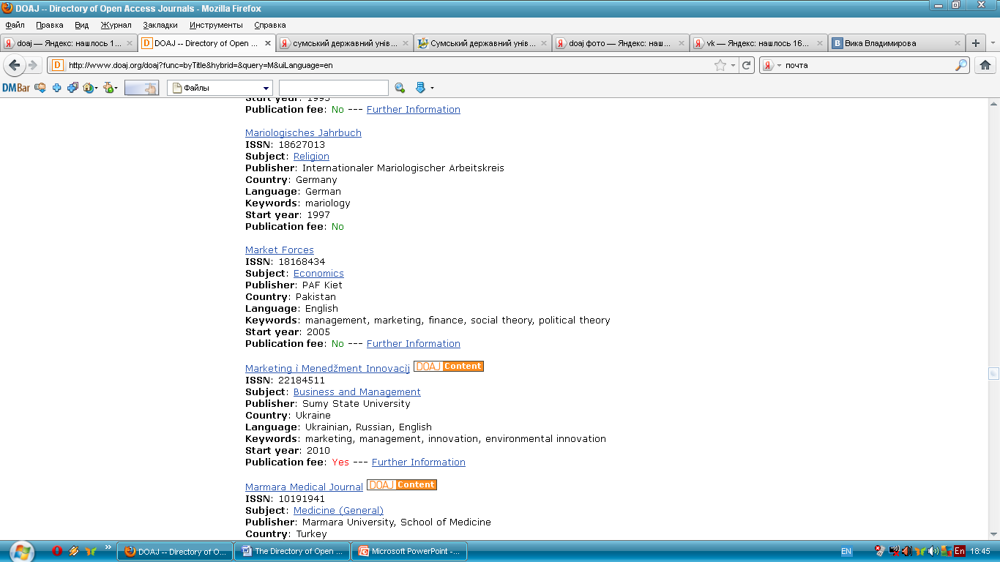 DOAJ -- Directory of Open Access Journals - Mozilla Firefox
Файл Правка Вид Журнал Закладки Инструменты Справка
doaj — Яндекс: нашлось 1... DOAJ -- Directory of Open ... сумський державний унів... Сумський державний унів... doaj фото — Яндекс: наш... vk — Яндекс: нашлось 16... Вика Владимирова
http://www.doaj.org/doaj?func=byTitle&hybrid=&query=M&uiLanguage=en почта
DMBar Файлы
Start year: 1995
Publication fee: No --- Further Information
Mariologisches Jahrbuch
ISSN: 18627013
Subject: Religion
Publisher: Internationaler Mariologischer Arbeitskreis
Country: Germany
Language: German
Keywords: mariology
Start year: 1997
Publication fee: No
Market Forces
ISSN: 18168434
Subject: Economics
Publisher: PAF Kiet
Country: Pakistan
Language: English
Keywords: management, marketing, finance, social theory, political theory
Start year: 2005
Publication fee: No --- Further Information
Marketing ì Menedžment Innovacij DOAJ Content
ISSN: 22184511
Subject: Business and Management
Publisher: Sumy State University
Country: Ukraine
Language: Ukrainian, Russian, English
Keywords: marketing, management, innovation, environmental innovation
Start year: 2010
Publication fee: Yes --- Further Information
Marmara Medical Journal DOAJ Content
ISSN: 10191941
Subject: Medicine (General)
Publisher: Marmara University, School of Medicine
Country: Turkey
DOAJ -- Directory of O... The Directory of Open ... Microsoft PowerPoint -... EN En 18:45